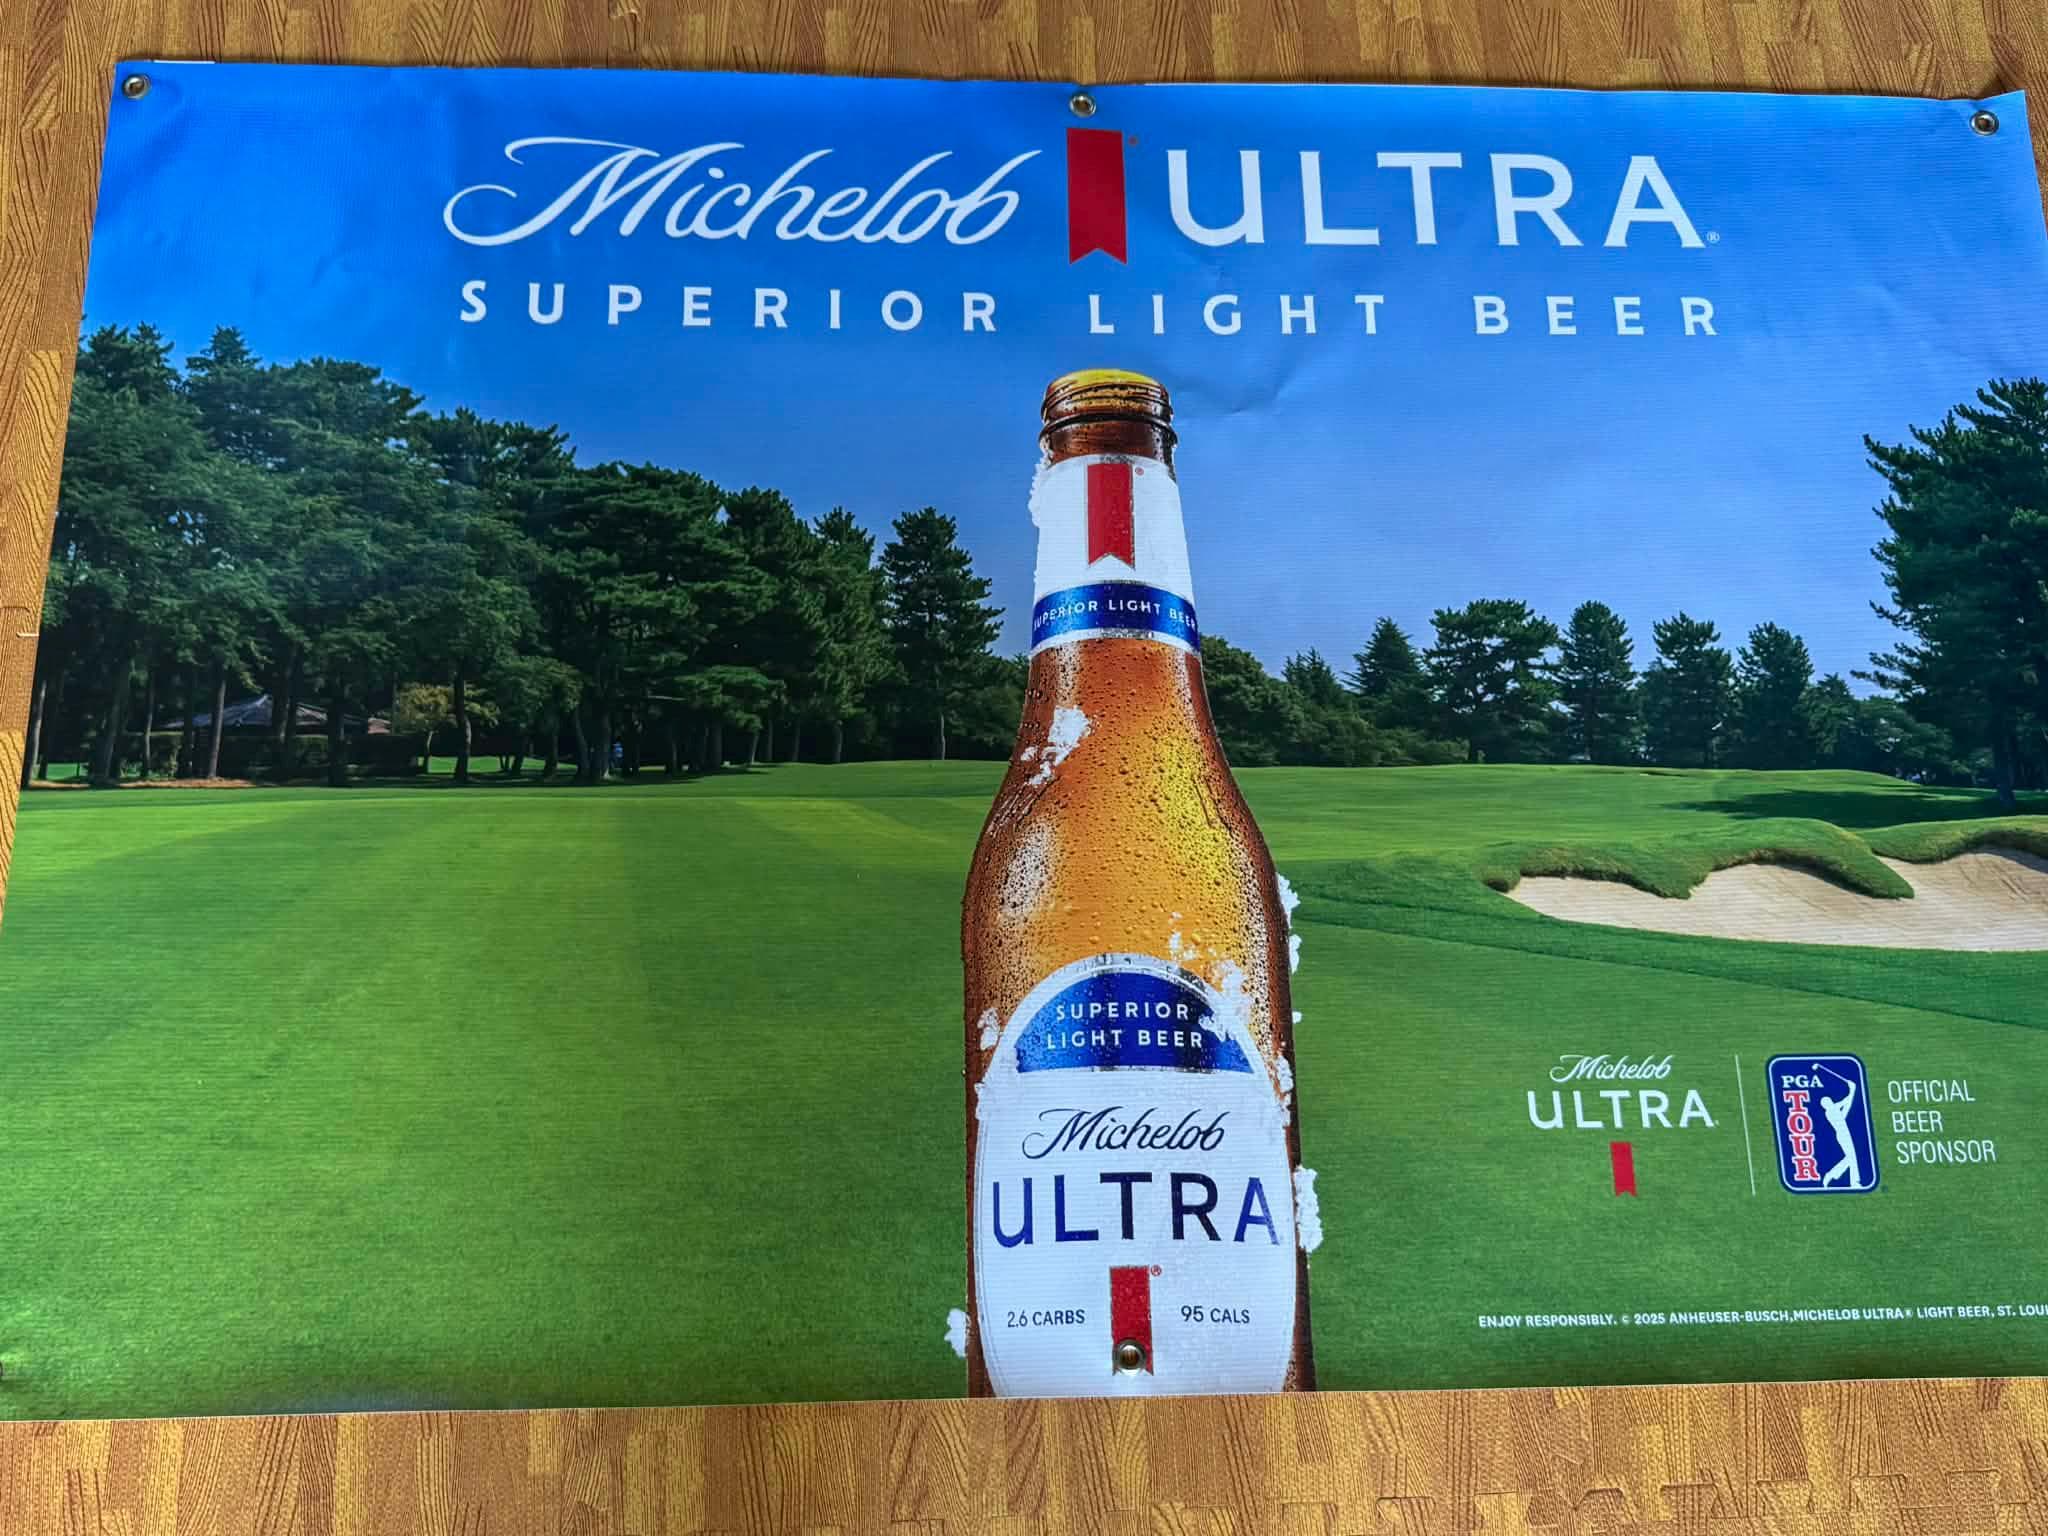 Michelob ULTRA®
SUPERIOR LIGHT BEER
®
SUPERIOR LIGHT BEER
SUPERIOR
LIGHT BEER
Michelob
ULTRA
®
2.6 CARBS 95 CALS
Michelob
ULTRA
PGA
TOUR
OFFICIAL
BEER
SPONSOR
ENJOY RESPONSIBLY. © 2025 ANHEUSER-BUSCH, MICHELOB ULTRA® LIGHT BEER, ST.